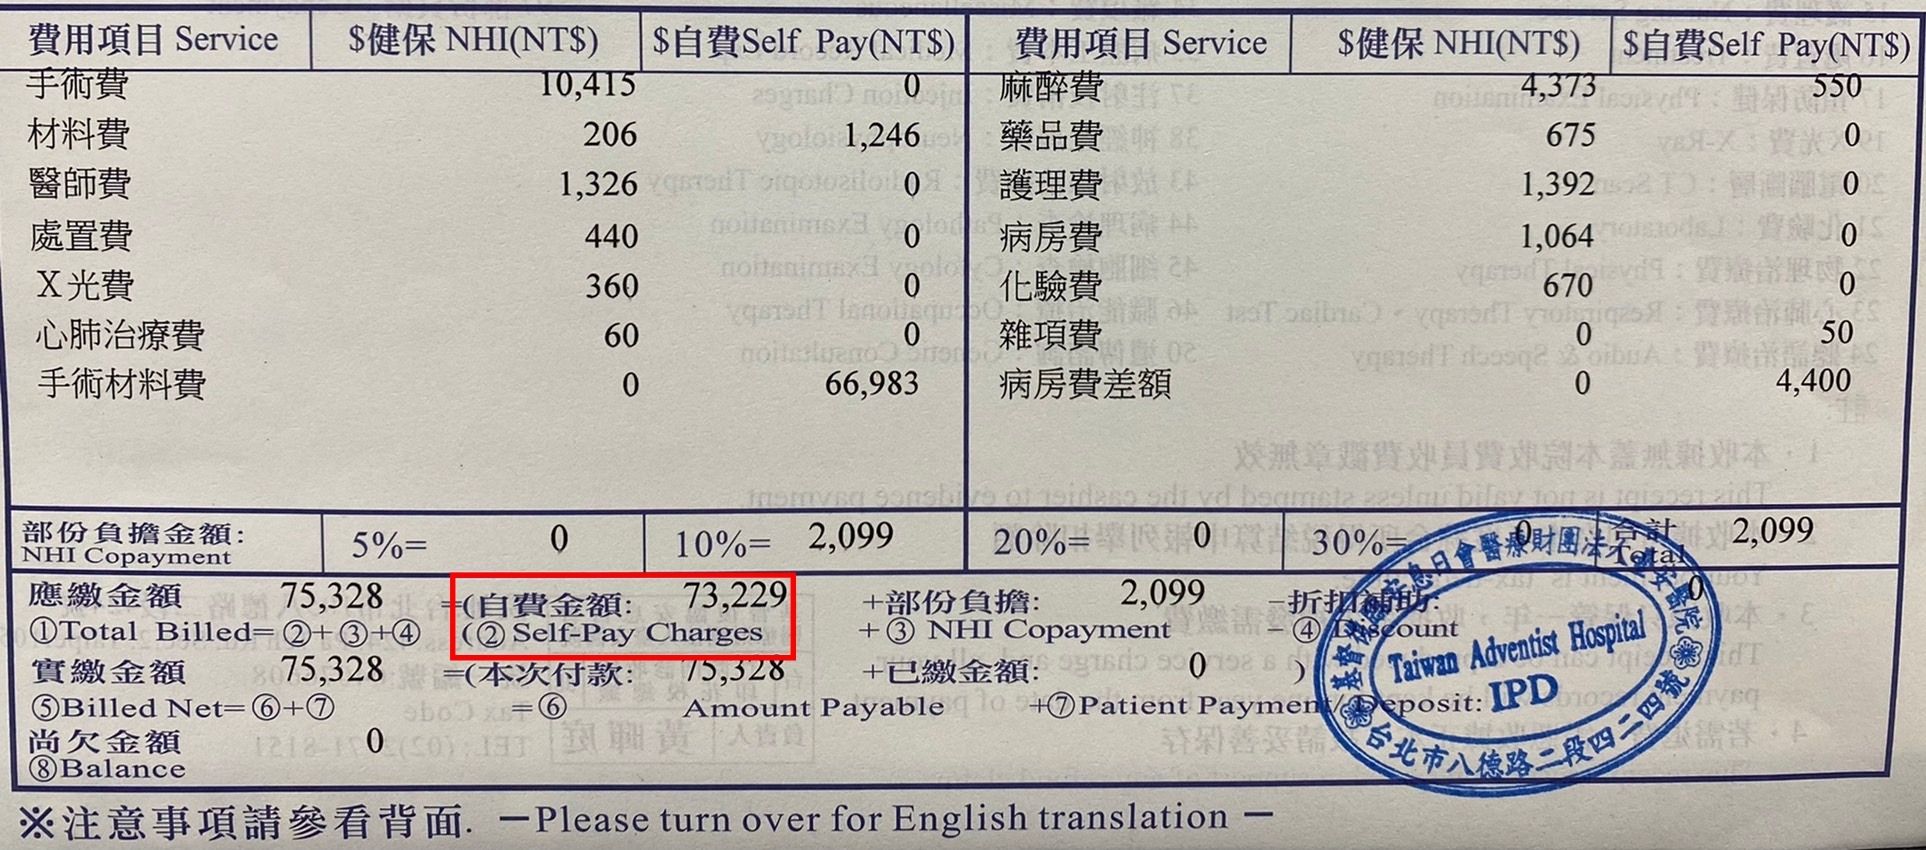 費用項目 Service $健保 NHI(NT$) $自費Self Pay(NT$) 費用項目 Service $健保 NHI(NT$) $自費Self Pay(NT$)
手術費 10,415 0 麻醉費 4,373 550
材料費 206 1,246 藥品費 675 0
醫師費 1,326 0 護理費 1,392 0
處置費 440 0 病房費 1,064 0
X光費 360 0 化驗費 670 0
心肺治療費 60 0 雜項費 0 50
手術材料費 0 66,983 病房費差額 0 4,400
部份負擔金額: 5%= 0 10%= 2,099 20%= 0 30%= 0 合計 2,099
NHI Copayment Total
應繳金額 75,328 =(自費金額: 73,229 +部份負擔: 2,099 -折扣補助: 0
①Total Billed=②+③+④ (② Self-Pay Charges +③ NHI Copayment -④ Discount
實繳金額 75,328 =(本次付款: 75,328 +已繳金額: 0 )
⑤Billed Net=⑥+⑦ =⑥ Amount Payable +⑦Patient Payment/Deposit:
尚欠金額 0
⑧Balance
Taiwan Adventist Hospital
IPD
台北市八德路二段四二四號
※注意事項請參看背面. －Please turn over for English translation－